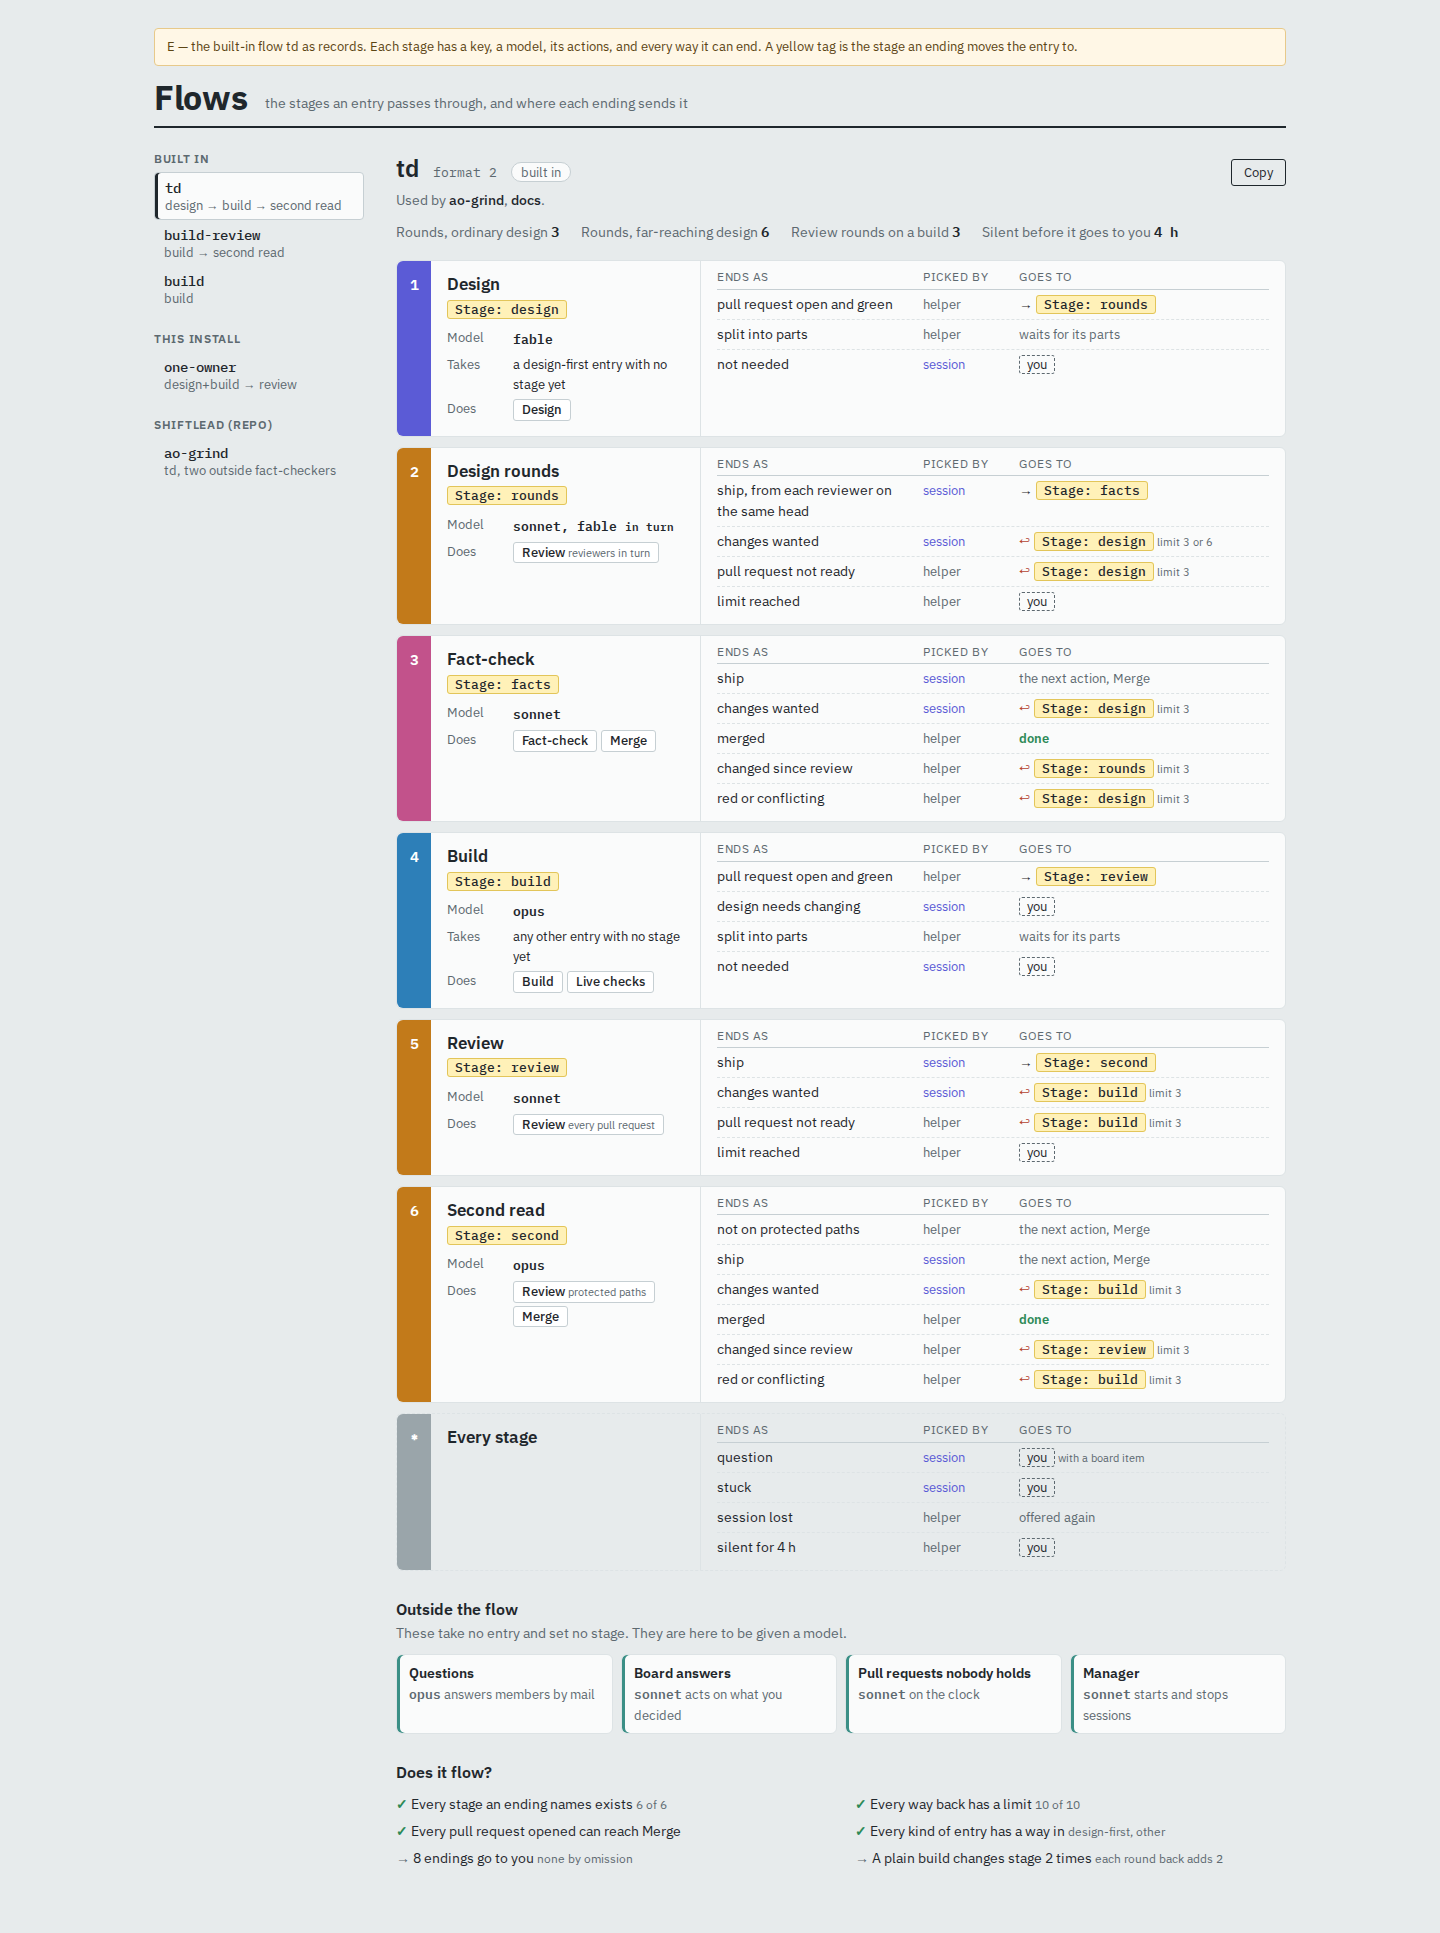 E — the built-in flow td as records. Each stage has a key, a model, its actions, and every way it can end. A yellow tag is the stage an ending moves the entry to.
Flows the stages an entry passes through, and where each ending sends it
BUILT IN
td
design → build → second read
build-review
build → second read
build
build
THIS INSTALL
one-owner
design+build → review
SHIFTLEAD (REPO)
ao-grind
td, two outside fact-checkers
td format 2 built in Copy
Used by ao-grind, docs.
Rounds, ordinary design 3 Rounds, far-reaching design 6 Review rounds on a build 3 Silent before it goes to you 4 h
1
Design
Stage: design
Model fable
Takes a design-first entry with no
stage yet
Does Design
ENDS AS PICKED BY GOES TO
pull request open and green helper → Stage: rounds
split into parts helper waits for its parts
not needed session you
2
Design rounds
Stage: rounds
Model sonnet, fable in turn
Does Review reviewers in turn
ENDS AS PICKED BY GOES TO
ship, from each reviewer on session → Stage: facts
the same head
changes wanted session ↩ Stage: design limit 3 or 6
pull request not ready helper ↩ Stage: design limit 3
limit reached helper you
3
Fact-check
Stage: facts
Model sonnet
Does Fact-check Merge
ENDS AS PICKED BY GOES TO
ship session the next action, Merge
changes wanted session ↩ Stage: design limit 3
merged helper done
changed since review helper ↩ Stage: rounds limit 3
red or conflicting helper ↩ Stage: design limit 3
4
Build
Stage: build
Model opus
Takes any other entry with no stage
yet
Does Build Live checks
ENDS AS PICKED BY GOES TO
pull request open and green helper → Stage: review
design needs changing session you
split into parts helper waits for its parts
not needed session you
5
Review
Stage: review
Model sonnet
Does Review every pull request
ENDS AS PICKED BY GOES TO
ship session → Stage: second
changes wanted session ↩ Stage: build limit 3
pull request not ready helper ↩ Stage: build limit 3
limit reached helper you
6
Second read
Stage: second
Model opus
Does Review protected paths
Merge
ENDS AS PICKED BY GOES TO
not on protected paths helper the next action, Merge
ship session the next action, Merge
changes wanted session ↩ Stage: build limit 3
merged helper done
changed since review helper ↩ Stage: review limit 3
red or conflicting helper ↩ Stage: build limit 3
*
Every stage
ENDS AS PICKED BY GOES TO
question session you with a board item
stuck session you
session lost helper offered again
silent for 4 h helper you
Outside the flow
These take no entry and set no stage. They are here to be given a model.
Questions
opus answers members by mail
Board answers
sonnet acts on what you
decided
Pull requests nobody holds
sonnet on the clock
Manager
sonnet starts and stops
sessions
Does it flow?
✓ Every stage an ending names exists 6 of 6
✓ Every way back has a limit 10 of 10
✓ Every pull request opened can reach Merge
✓ Every kind of entry has a way in design-first, other
→ 8 endings go to you none by omission
→ A plain build changes stage 2 times each round back adds 2